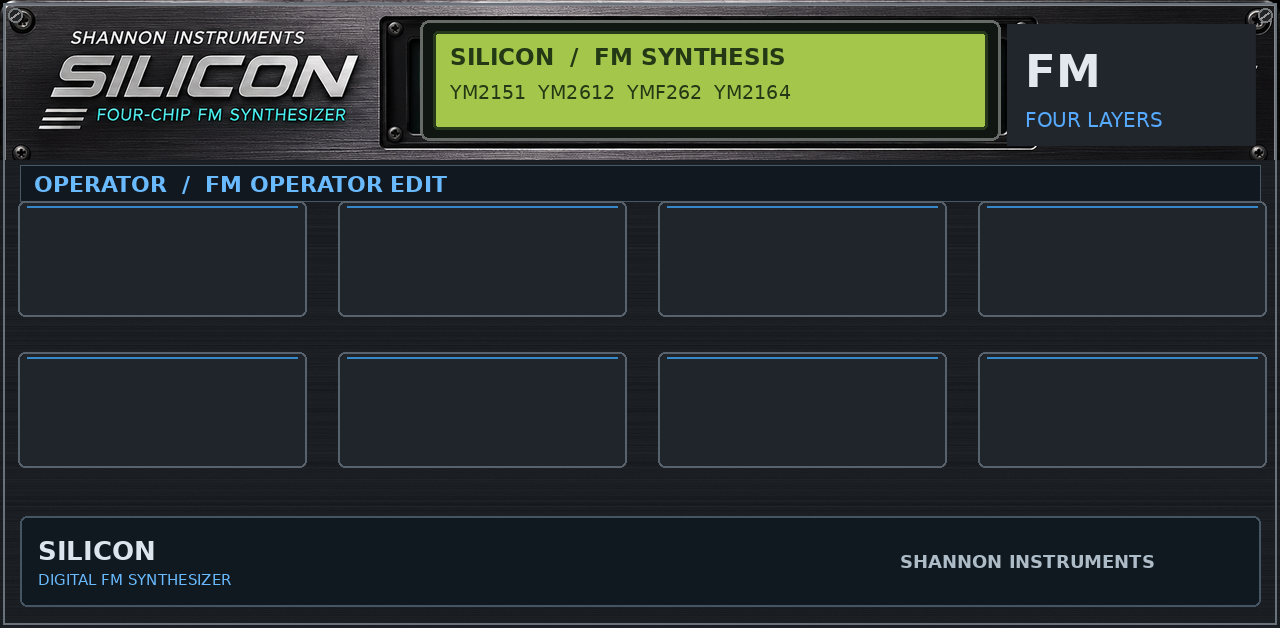 SHANNON INSTRUMENTS
SILICON
FOUR-CHIP FM SYNTHESIZER
SILICON / FM SYNTHESIS
YM2151 YM2612 YMF262 YM2164
FM
FOUR LAYERS
OPERATOR / FM OPERATOR EDIT
SILICON
DIGITAL FM SYNTHESIZER
SHANNON INSTRUMENTS